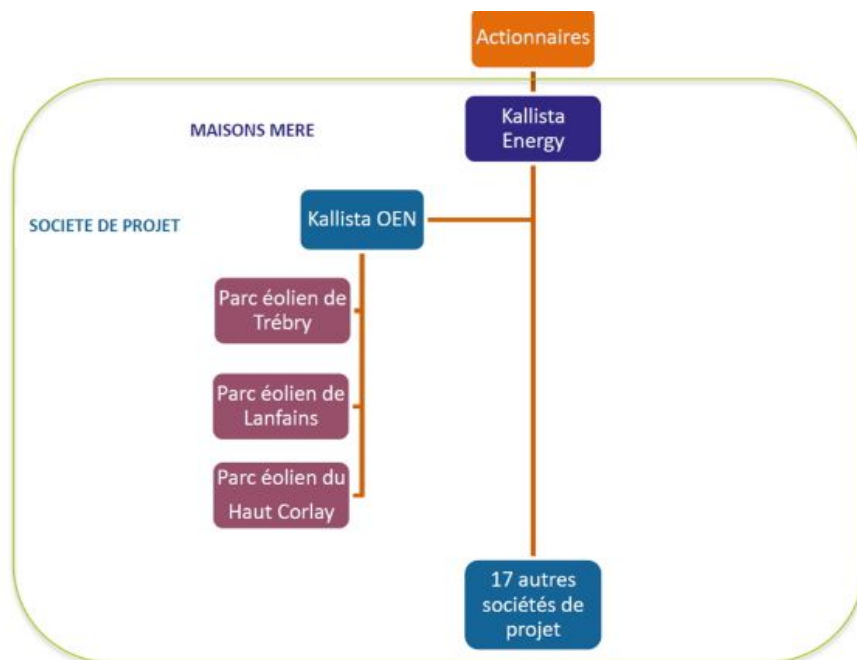 Actionnaires
MAISONS MERE
Kallista
Energy
SOCIETE DE PROJET
Kallista OEN
Parc éolien de
Trébry
Parc éolien de
Lanfains
Parc éolien du
Haut Corlay
17 autres
sociétés de
projet